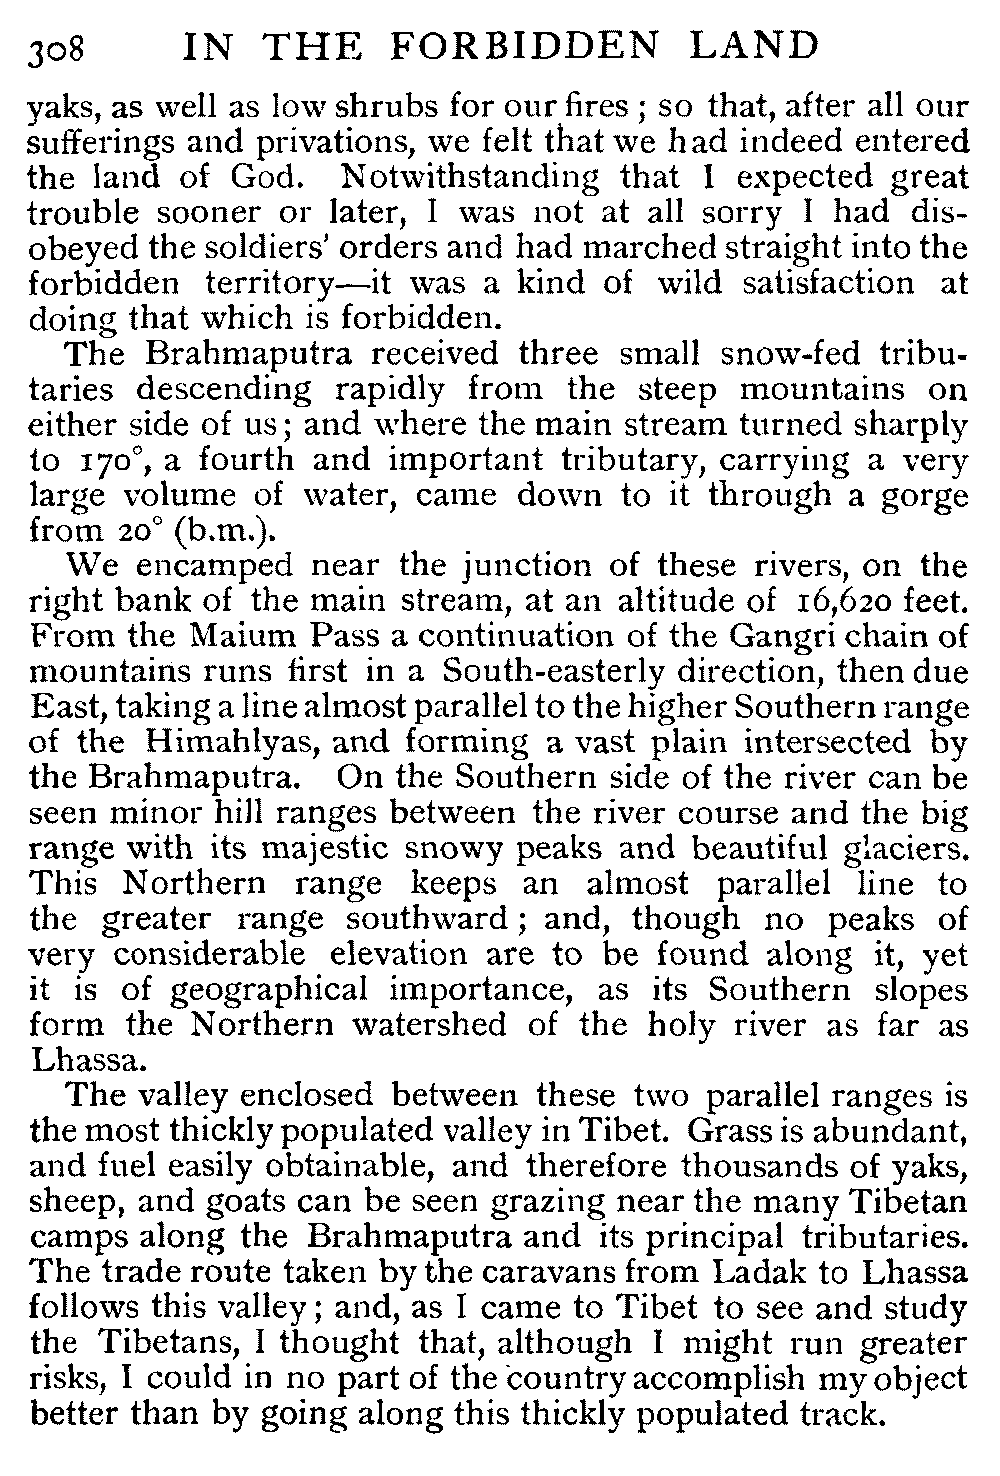 308 IN THE FORBIDDEN LAND
yaks, as well as low shrubs for our fires ; so that, after all our
sufferings and privations, we felt that we had indeed entered
the land of God. Notwithstanding that I expected great
trouble sooner or later, I was not at all sorry I had dis-
obeyed the soldiers' orders and had marched straight into the
forbidden territory—it was a kind of wild satisfaction at
doing that which is forbidden.
The Brahmaputra received three small snow-fed tribu-
taries descending rapidly from the steep mountains on
either side of us; and where the main stream turned sharply
to 170°, a fourth and important tributary, carrying a very
large volume of water, came down to it through a gorge
from 20° (b.m.).
We encamped near the junction of these rivers, on the
right bank of the main stream, at an altitude of 16,620 feet.
From the Maium Pass a continuation of the Gangri chain of
mountains runs first in a South-easterly direction, then due
East, taking a line almost parallel to the higher Southern range
of the Himahlyas, and forming a vast plain intersected by
the Brahmaputra. On the Southern side of the river can be
seen minor hill ranges between the river course and the big
range with its majestic snowy peaks and beautiful glaciers.
This Northern range keeps an almost parallel line to
the greater range southward ; and, though no peaks of
very considerable elevation are to be found along it, yet
it is of geographical importance, as its Southern slopes
form the Northern watershed of the holy river as far as
Lhassa.
The valley enclosed between these two parallel ranges is
the most thickly populated valley in Tibet. Grass is abundant,
and fuel easily obtainable, and therefore thousands of yaks,
sheep, and goats can be seen grazing near the many Tibetan
camps along the Brahmaputra and its principal tributaries.
The trade route taken by the caravans from Ladak to Lhassa
follows this valley; and, as I came to Tibet to see and study
the Tibetans, I thought that, although I might run greater
risks, I could in no part of the country accomplish my object
better than by going along this thickly populated track.